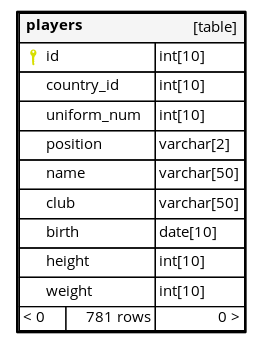 players [table]
id int[10]
country_id int[10]
uniform_num int[10]
position varchar[2]
name varchar[50]
club varchar[50]
birth date[10]
height int[10]
weight int[10]
< 0 781 rows 0 >